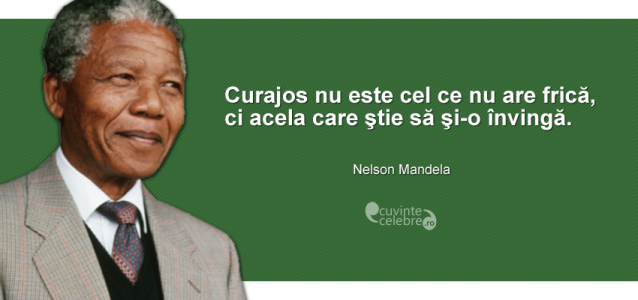 Curajos nu este cel ce nu are frică,
ci acela care ştie să şi-o învingă.
Nelson Mandela
cuvinte
celebre.ro